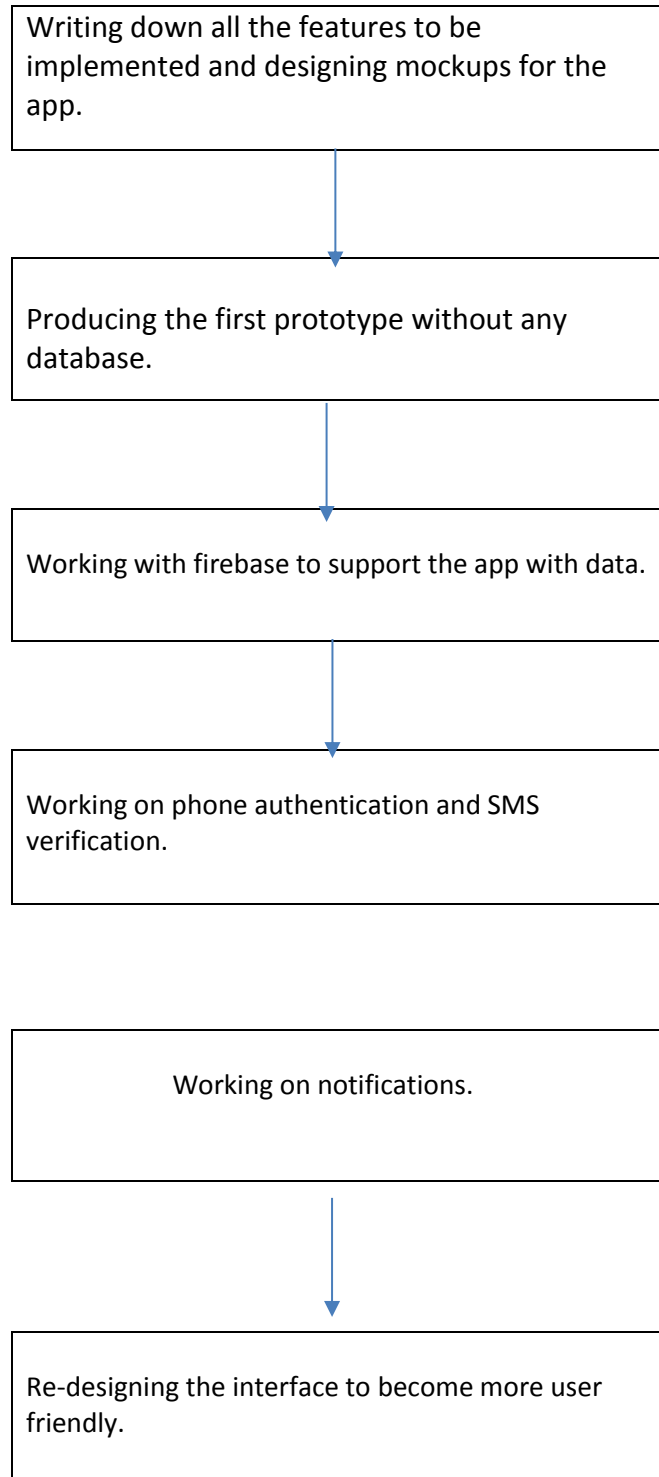 Writing down all the features to be
implemented and designing mockups for the
app.
Producing the first prototype without any
database.
Working with firebase to support the app with data.
Working on phone authentication and SMS
verification.
Working on notifications.
Re-designing the interface to become more user
friendly.